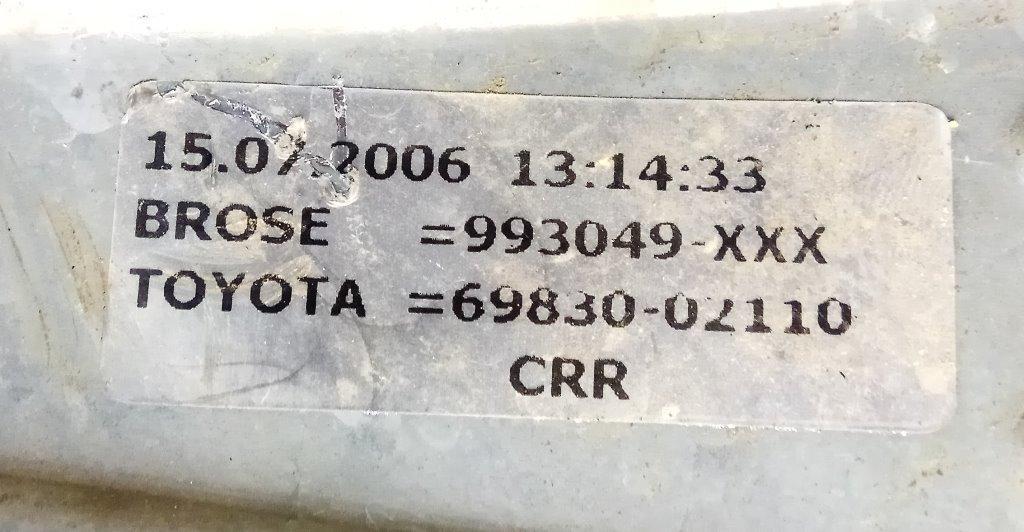 15.07.2006 13:14:33
BROSE =993049-XXX
TOYOTA =69830-02110
CRR